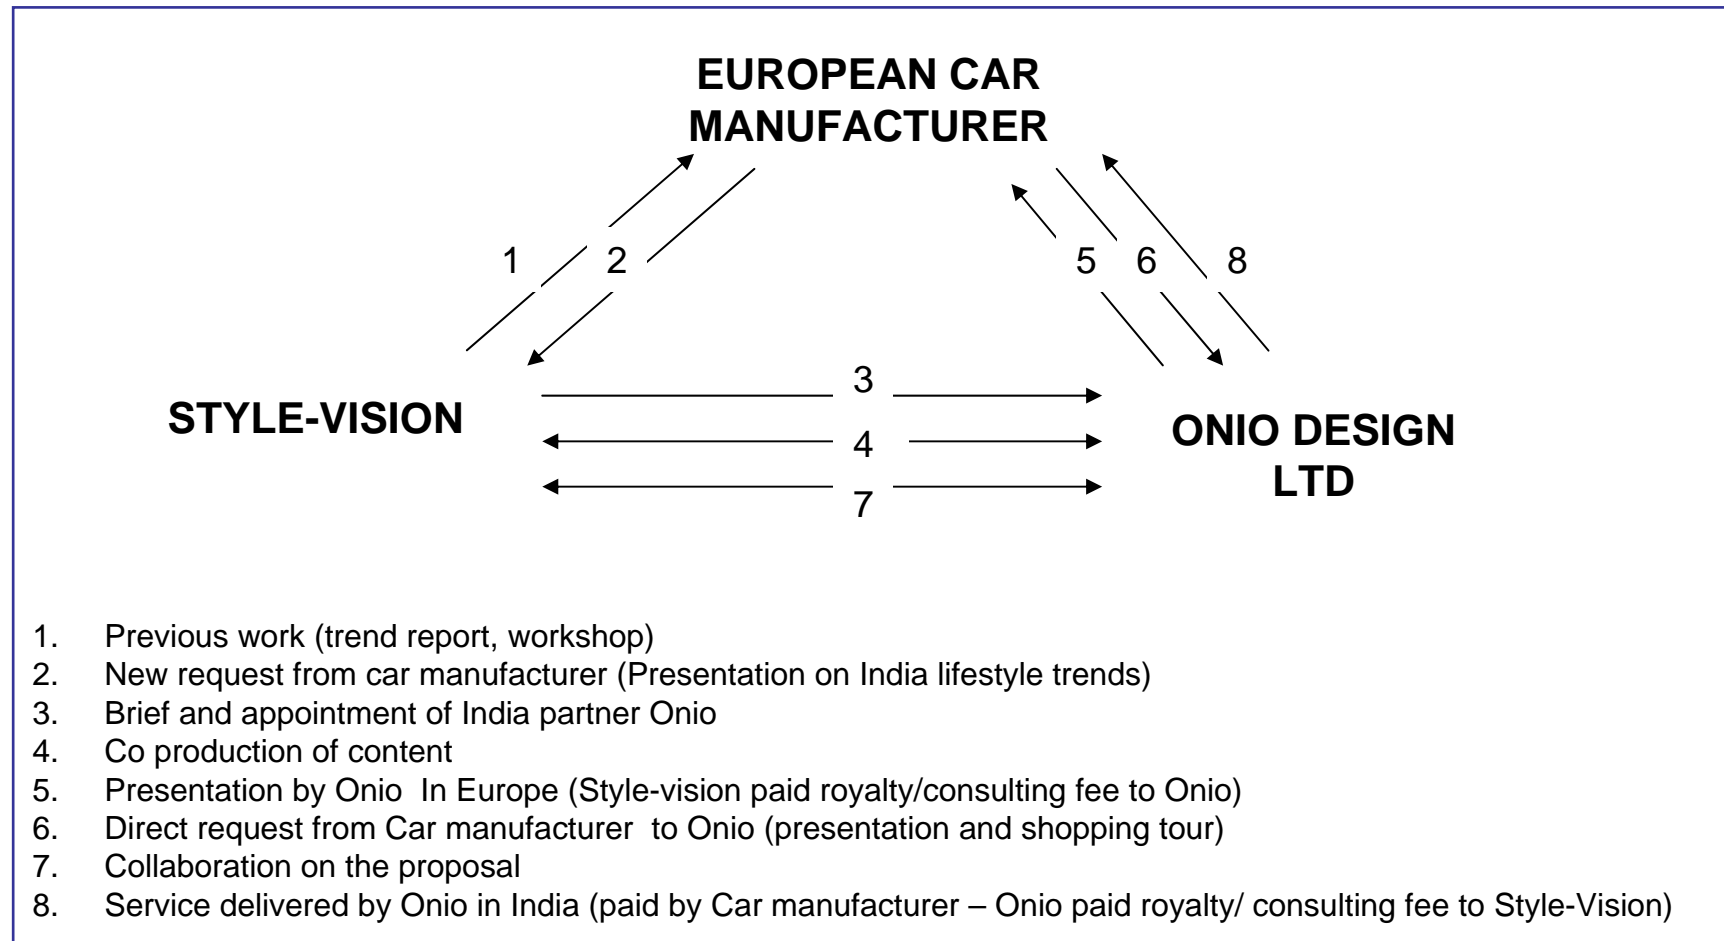 EUROPEAN CAR
MANUFACTURER
1
2
5
6
8
3
STYLE-VISION
4
ONIO DESIGN
LTD
7
1. Previous work (trend report, workshop)
2. New request from car manufacturer (Presentation on India lifestyle trends)
3. Brief and appointment of India partner Onio
4. Co production of content
5. Presentation by Onio  In Europe (Style-vision paid royalty/consulting fee to Onio)
6. Direct request from Car manufacturer  to Onio (presentation and shopping tour)
7. Collaboration on the proposal
8. Service delivered by Onio in India (paid by Car manufacturer – Onio paid royalty/ consulting fee to Style-Vision)